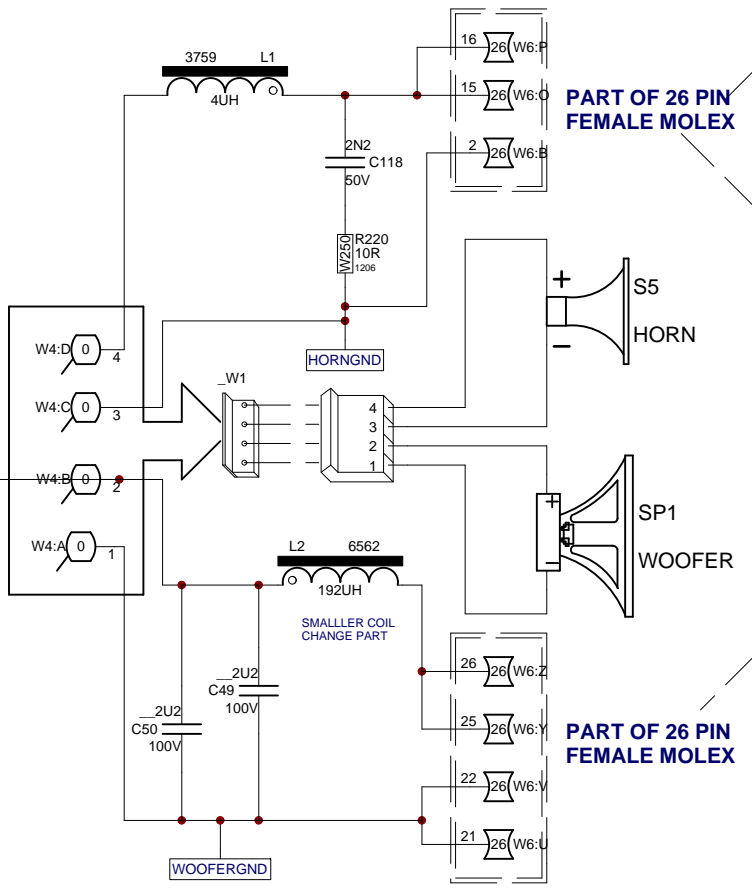 3759 L1
4UH
16 26 W6:P
15 26 W6:O
2 26 W6:B
PART OF 26 PIN
FEMALE MOLEX
2N2
C118
50V
W250
R220
10R
1206
HORNGND
+
S5
HORN
−
W4:D 0 4
W4:C 0 3
W4:B 0 2
W4:A 0 1
_W1
4
3
2
1
+
SP1
WOOFER
−
L2 6562
192UH
SMALLLER COIL
CHANGE PART
__2U2
C49
100V
__2U2
C50
100V
26 26 W6:Z
25 26 W6:Y
22 26 W6:V
21 26 W6:U
PART OF 26 PIN
FEMALE MOLEX
WOOFERGND